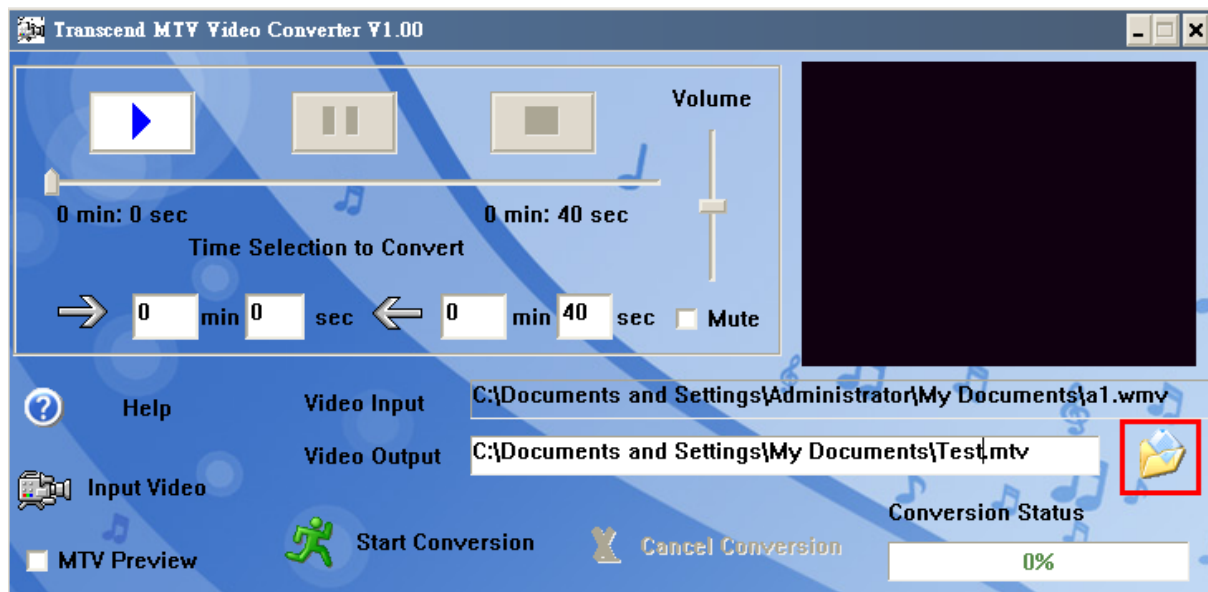 Transcend MTV Video Converter V1.00
Volume
0 min: 0 sec
0 min: 40 sec
Time Selection to Convert
0 min 0 sec 0 min 40 sec Mute
Help
Video Input C:\Documents and Settings\Administrator\My Documents\a1.wmv
Video Output C:\Documents and Settings\My Documents\Test.mtv
Input Video
Conversion Status
Start Conversion
Cancel Conversion
MTV Preview
0%